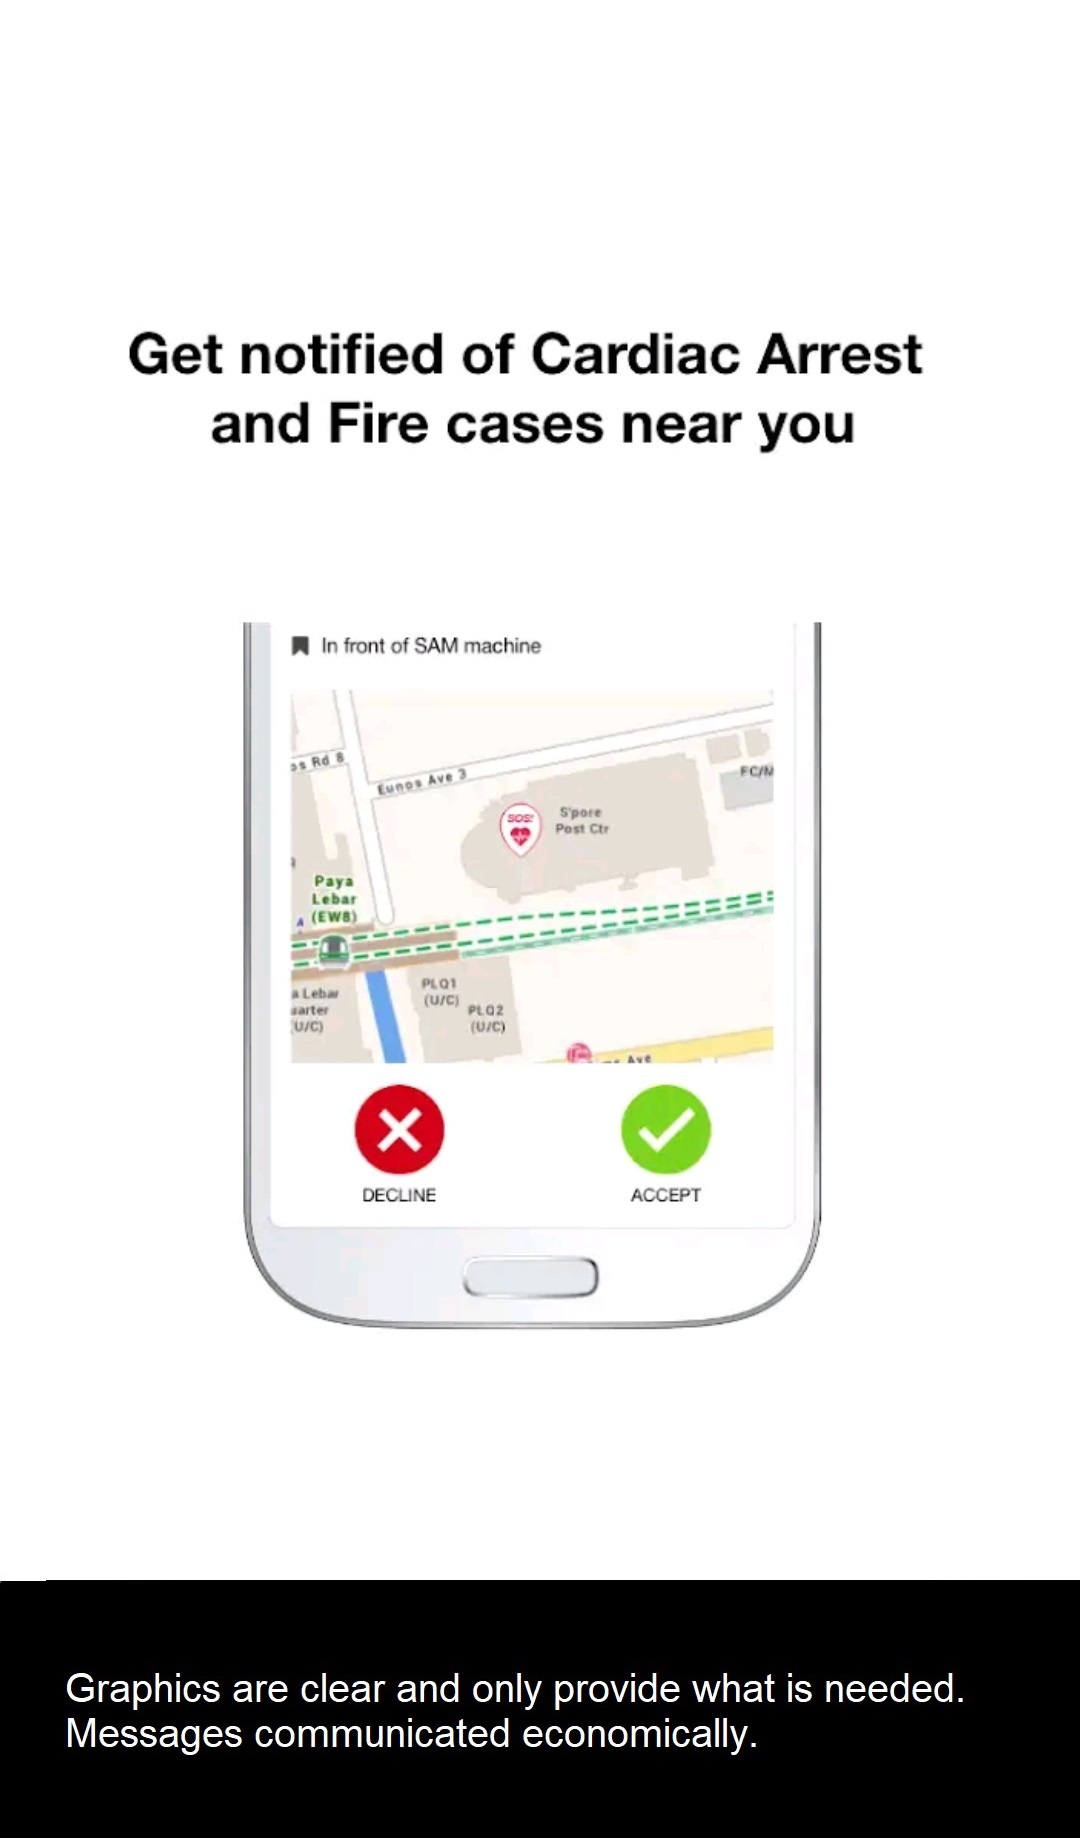 Get notified of Cardiac Arrest
and Fire cases near you
In front of SAM machine
os Rd 8
Eunos Ave 3
FC/M
SOS!
S'pore
Post Ctr
Paya
Lebar
(EW8)
A
PLQ1
(U/C)
a Lebar
uarter
(U/C)
PLQ2
(U/C)
Ave
DECLINE
ACCEPT
Graphics are clear and only provide what is needed.
Messages communicated economically.